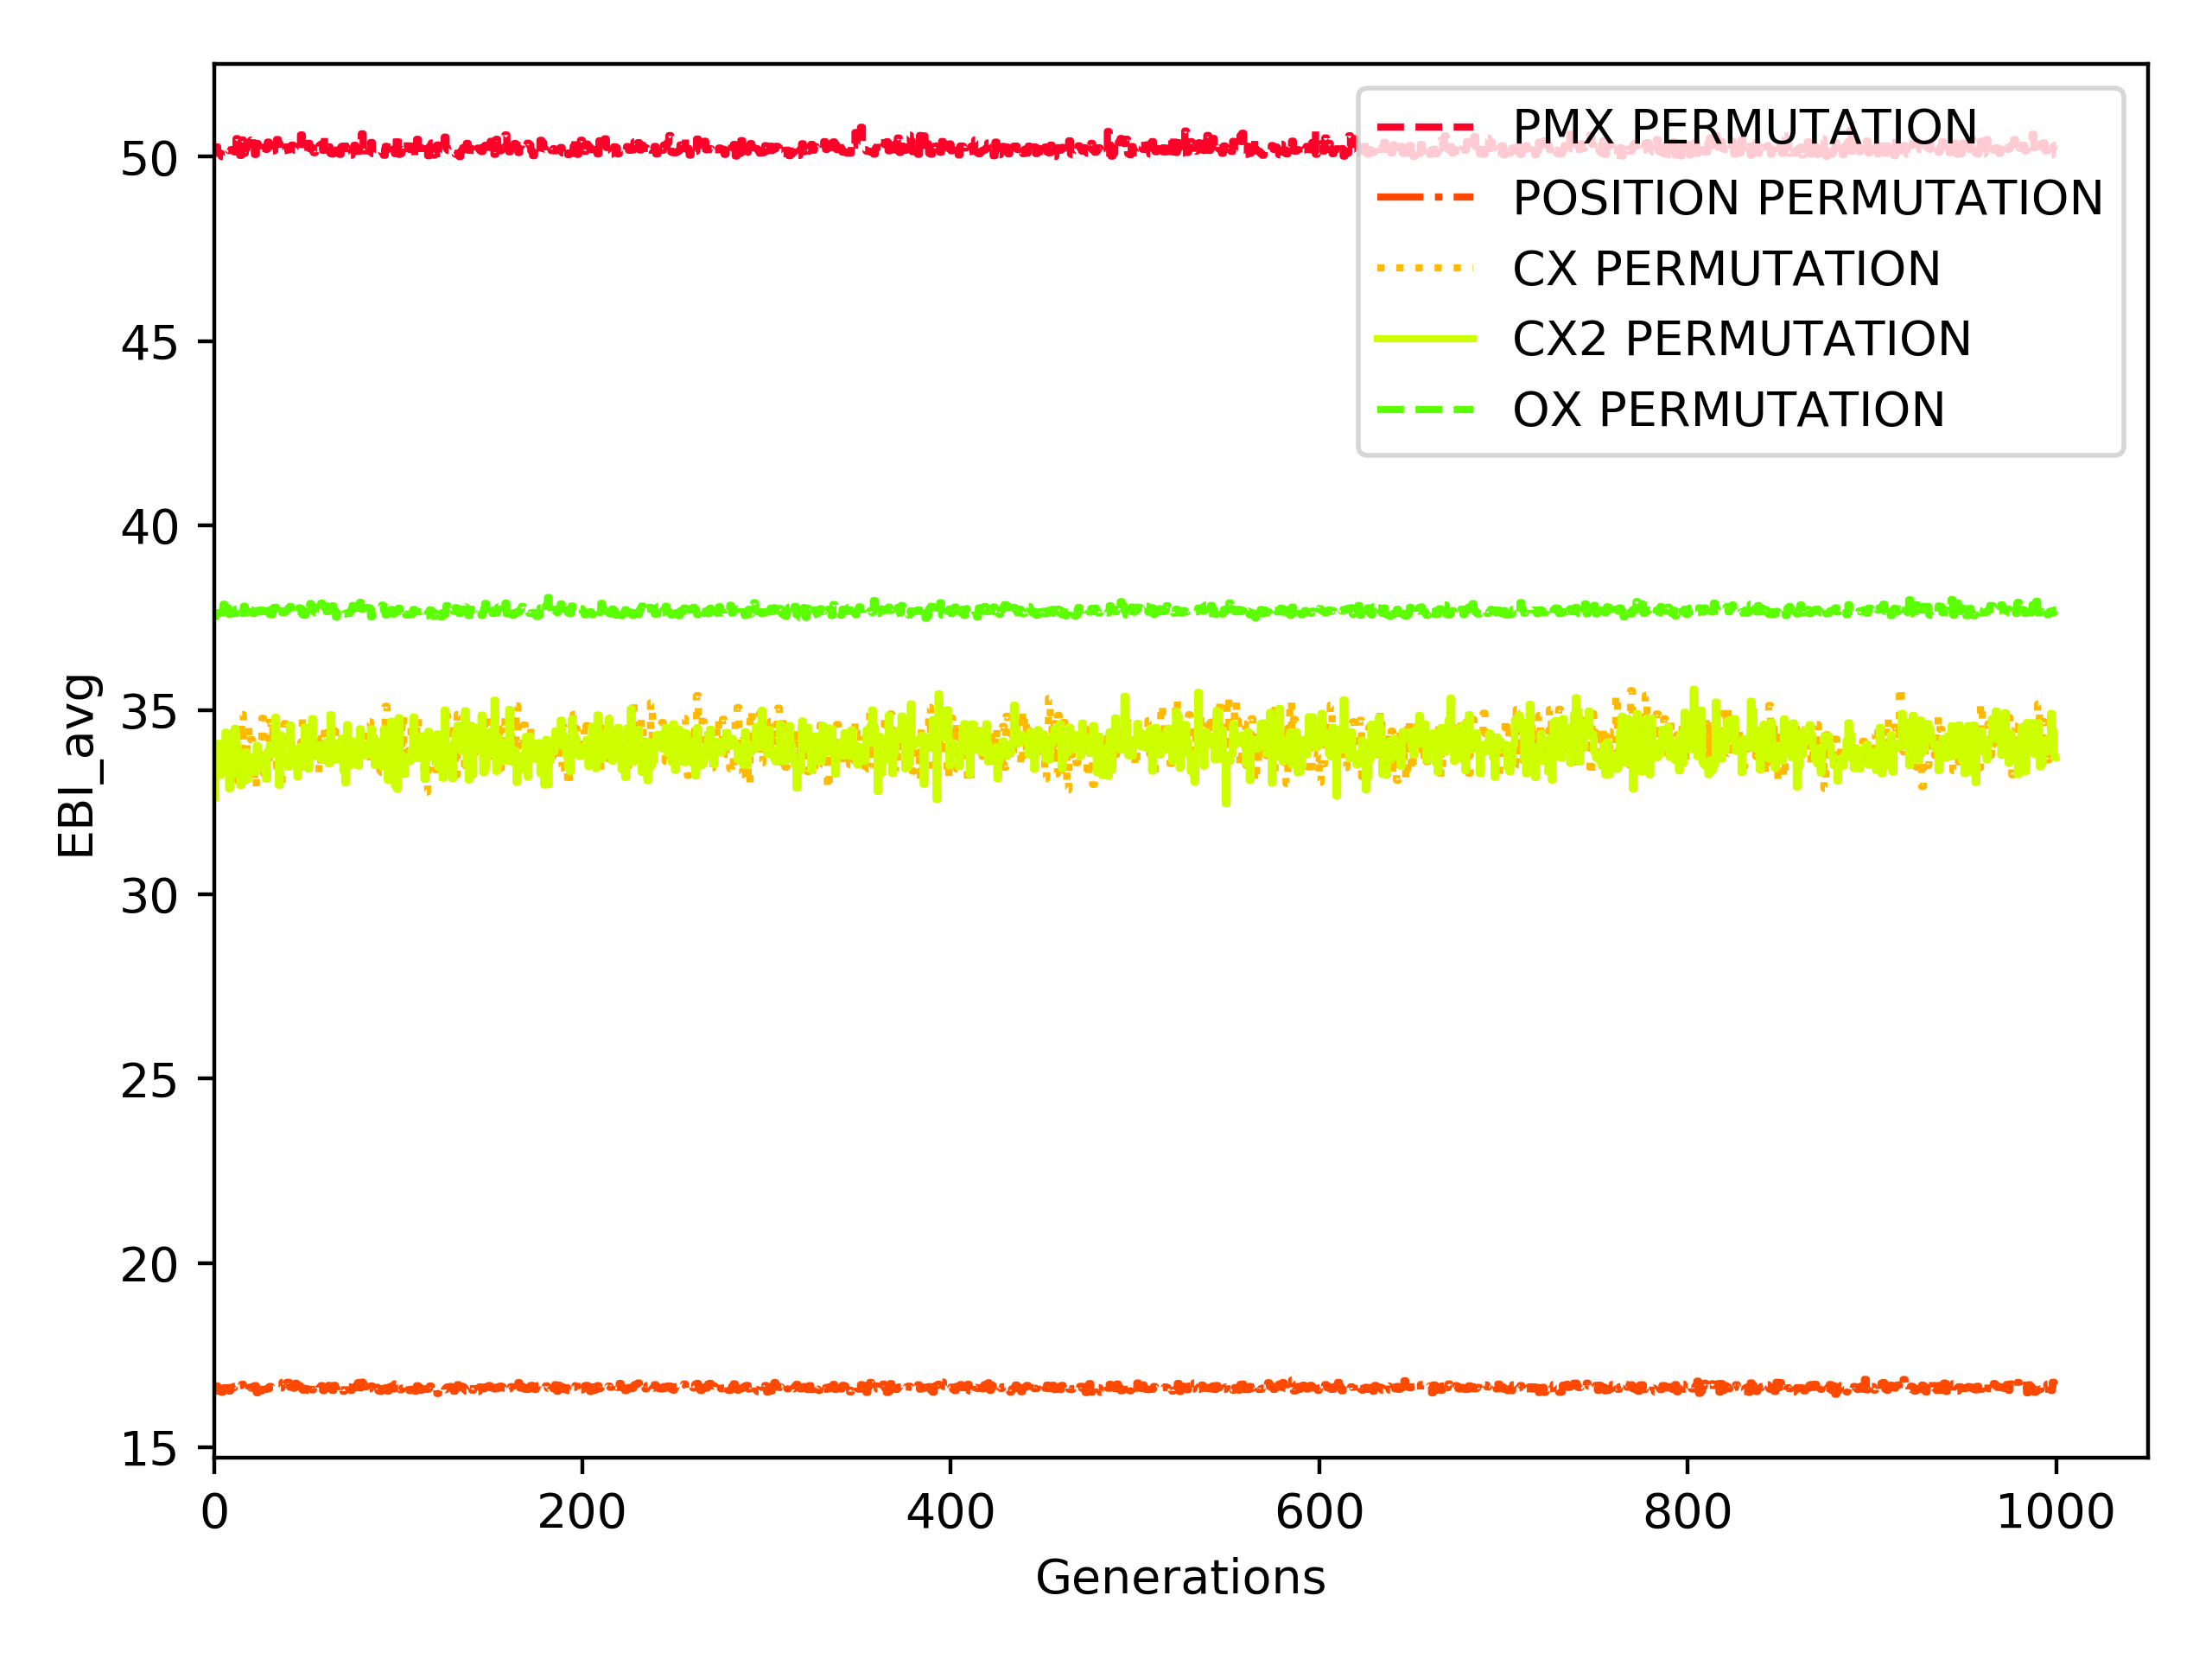 50
45
40
35
30
25
20
15
EBI_avg
0 200 400 600 800 1000
Generations
PMX PERMUTATION
POSITION PERMUTATION
CX PERMUTATION
CX2 PERMUTATION
OX PERMUTATION